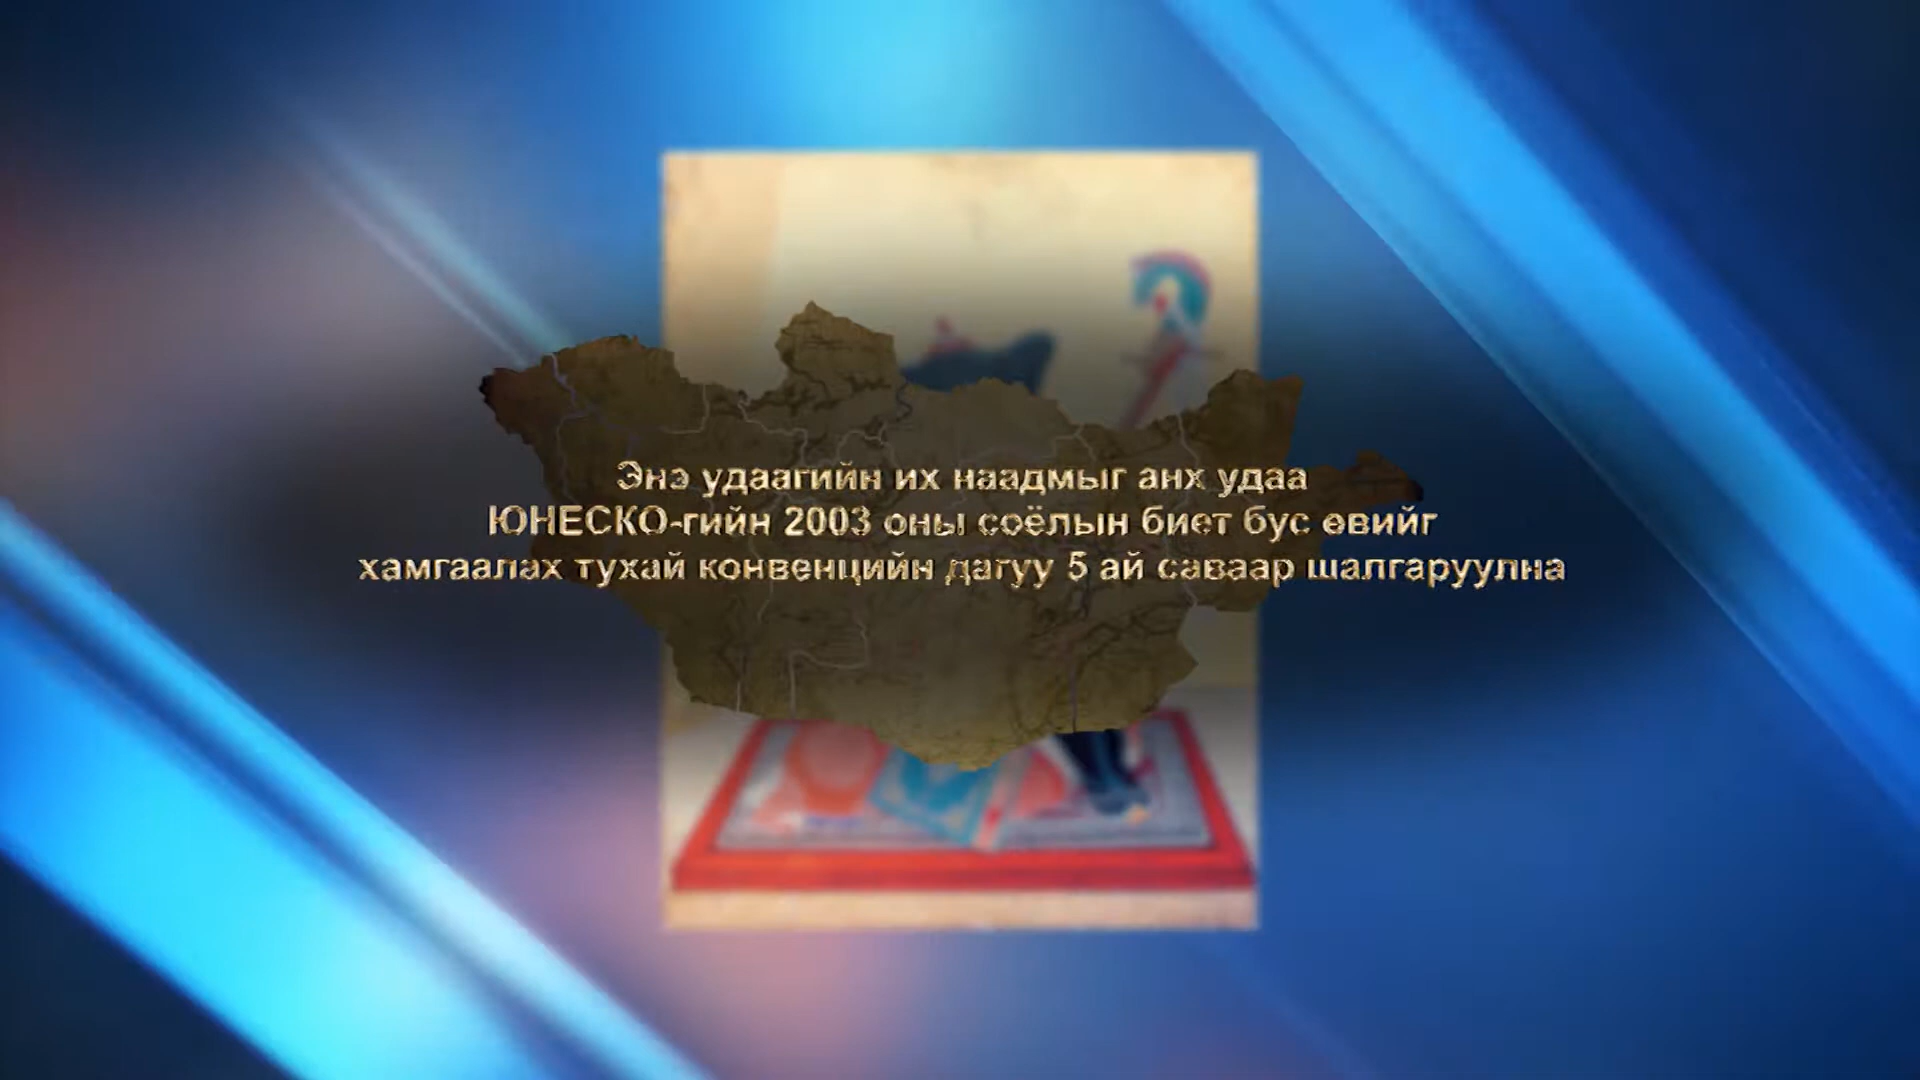 Энэ удаагийн их наадмыг анх удаа
ЮНЕСКО-гийн 2003 оны соёлын биет бус өвийг
хамгаалах тухай конвенцийн дагуу 5 ай саваар шалгаруулна